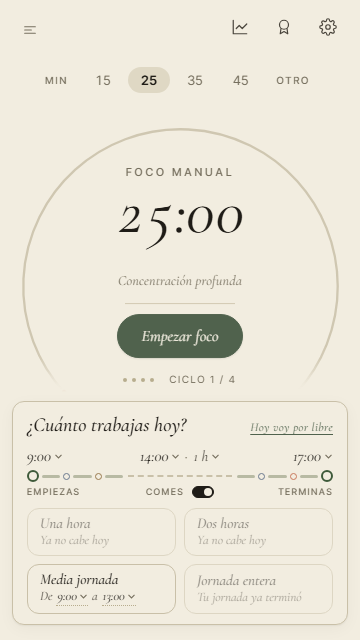 MIN 15 25 35 45 OTRO
FOCO MANUAL
25:00
Concentración profunda
Empezar foco
CICLO 1 / 4
¿Cuánto trabajas hoy? Hoy voy por libre
9:00 14:00 · 1 h 17:00
EMPIEZAS COMES TERMINAS
Una hora
Ya no cabe hoy
Dos horas
Ya no cabe hoy
Media jornada
De 9:00 a 13:00
Jornada entera
Tu jornada ya terminó